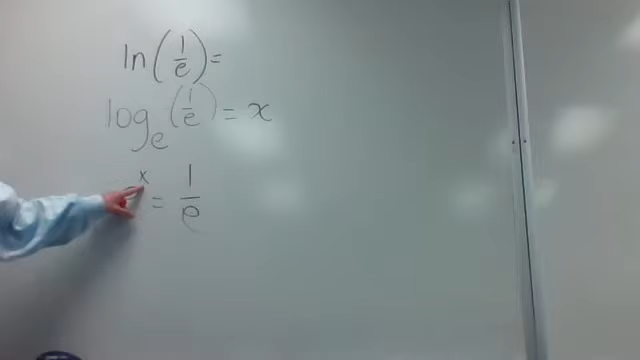 ln(1/e)=
log_e(1/e)=x
^x = 1/e